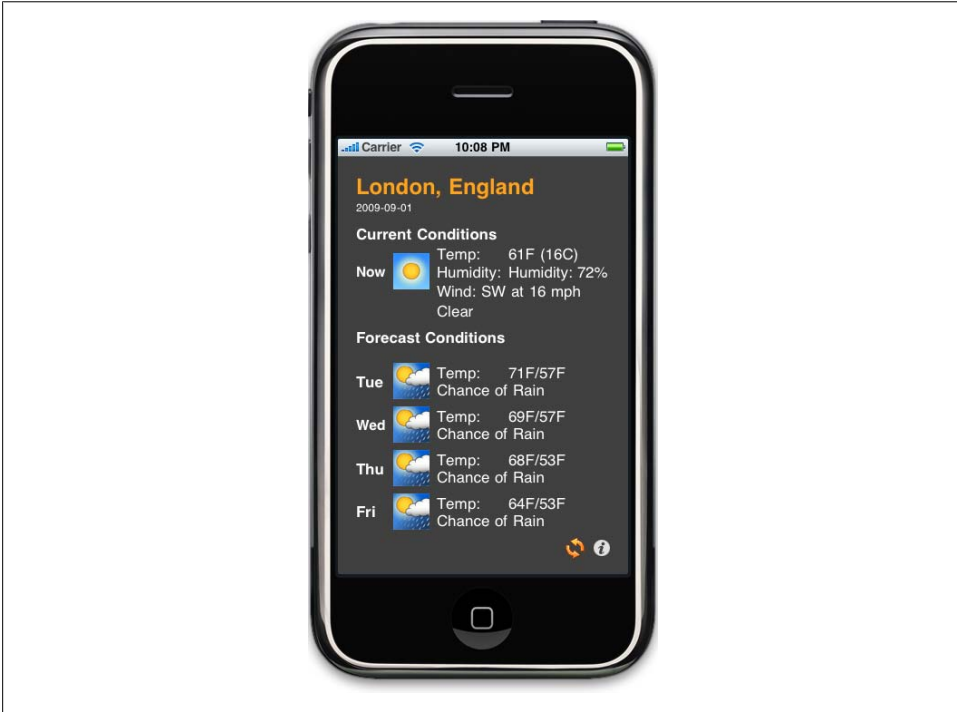 Carrier 10:08 PM
London, England
2009-09-01
Current Conditions
Now
Temp: 61F (16C)
Humidity: Humidity: 72%
Wind: SW at 16 mph
Clear
Forecast Conditions
Tue
Temp: 71F/57F
Chance of Rain
Wed
Temp: 69F/57F
Chance of Rain
Thu
Temp: 68F/53F
Chance of Rain
Fri
Temp: 64F/53F
Chance of Rain
i